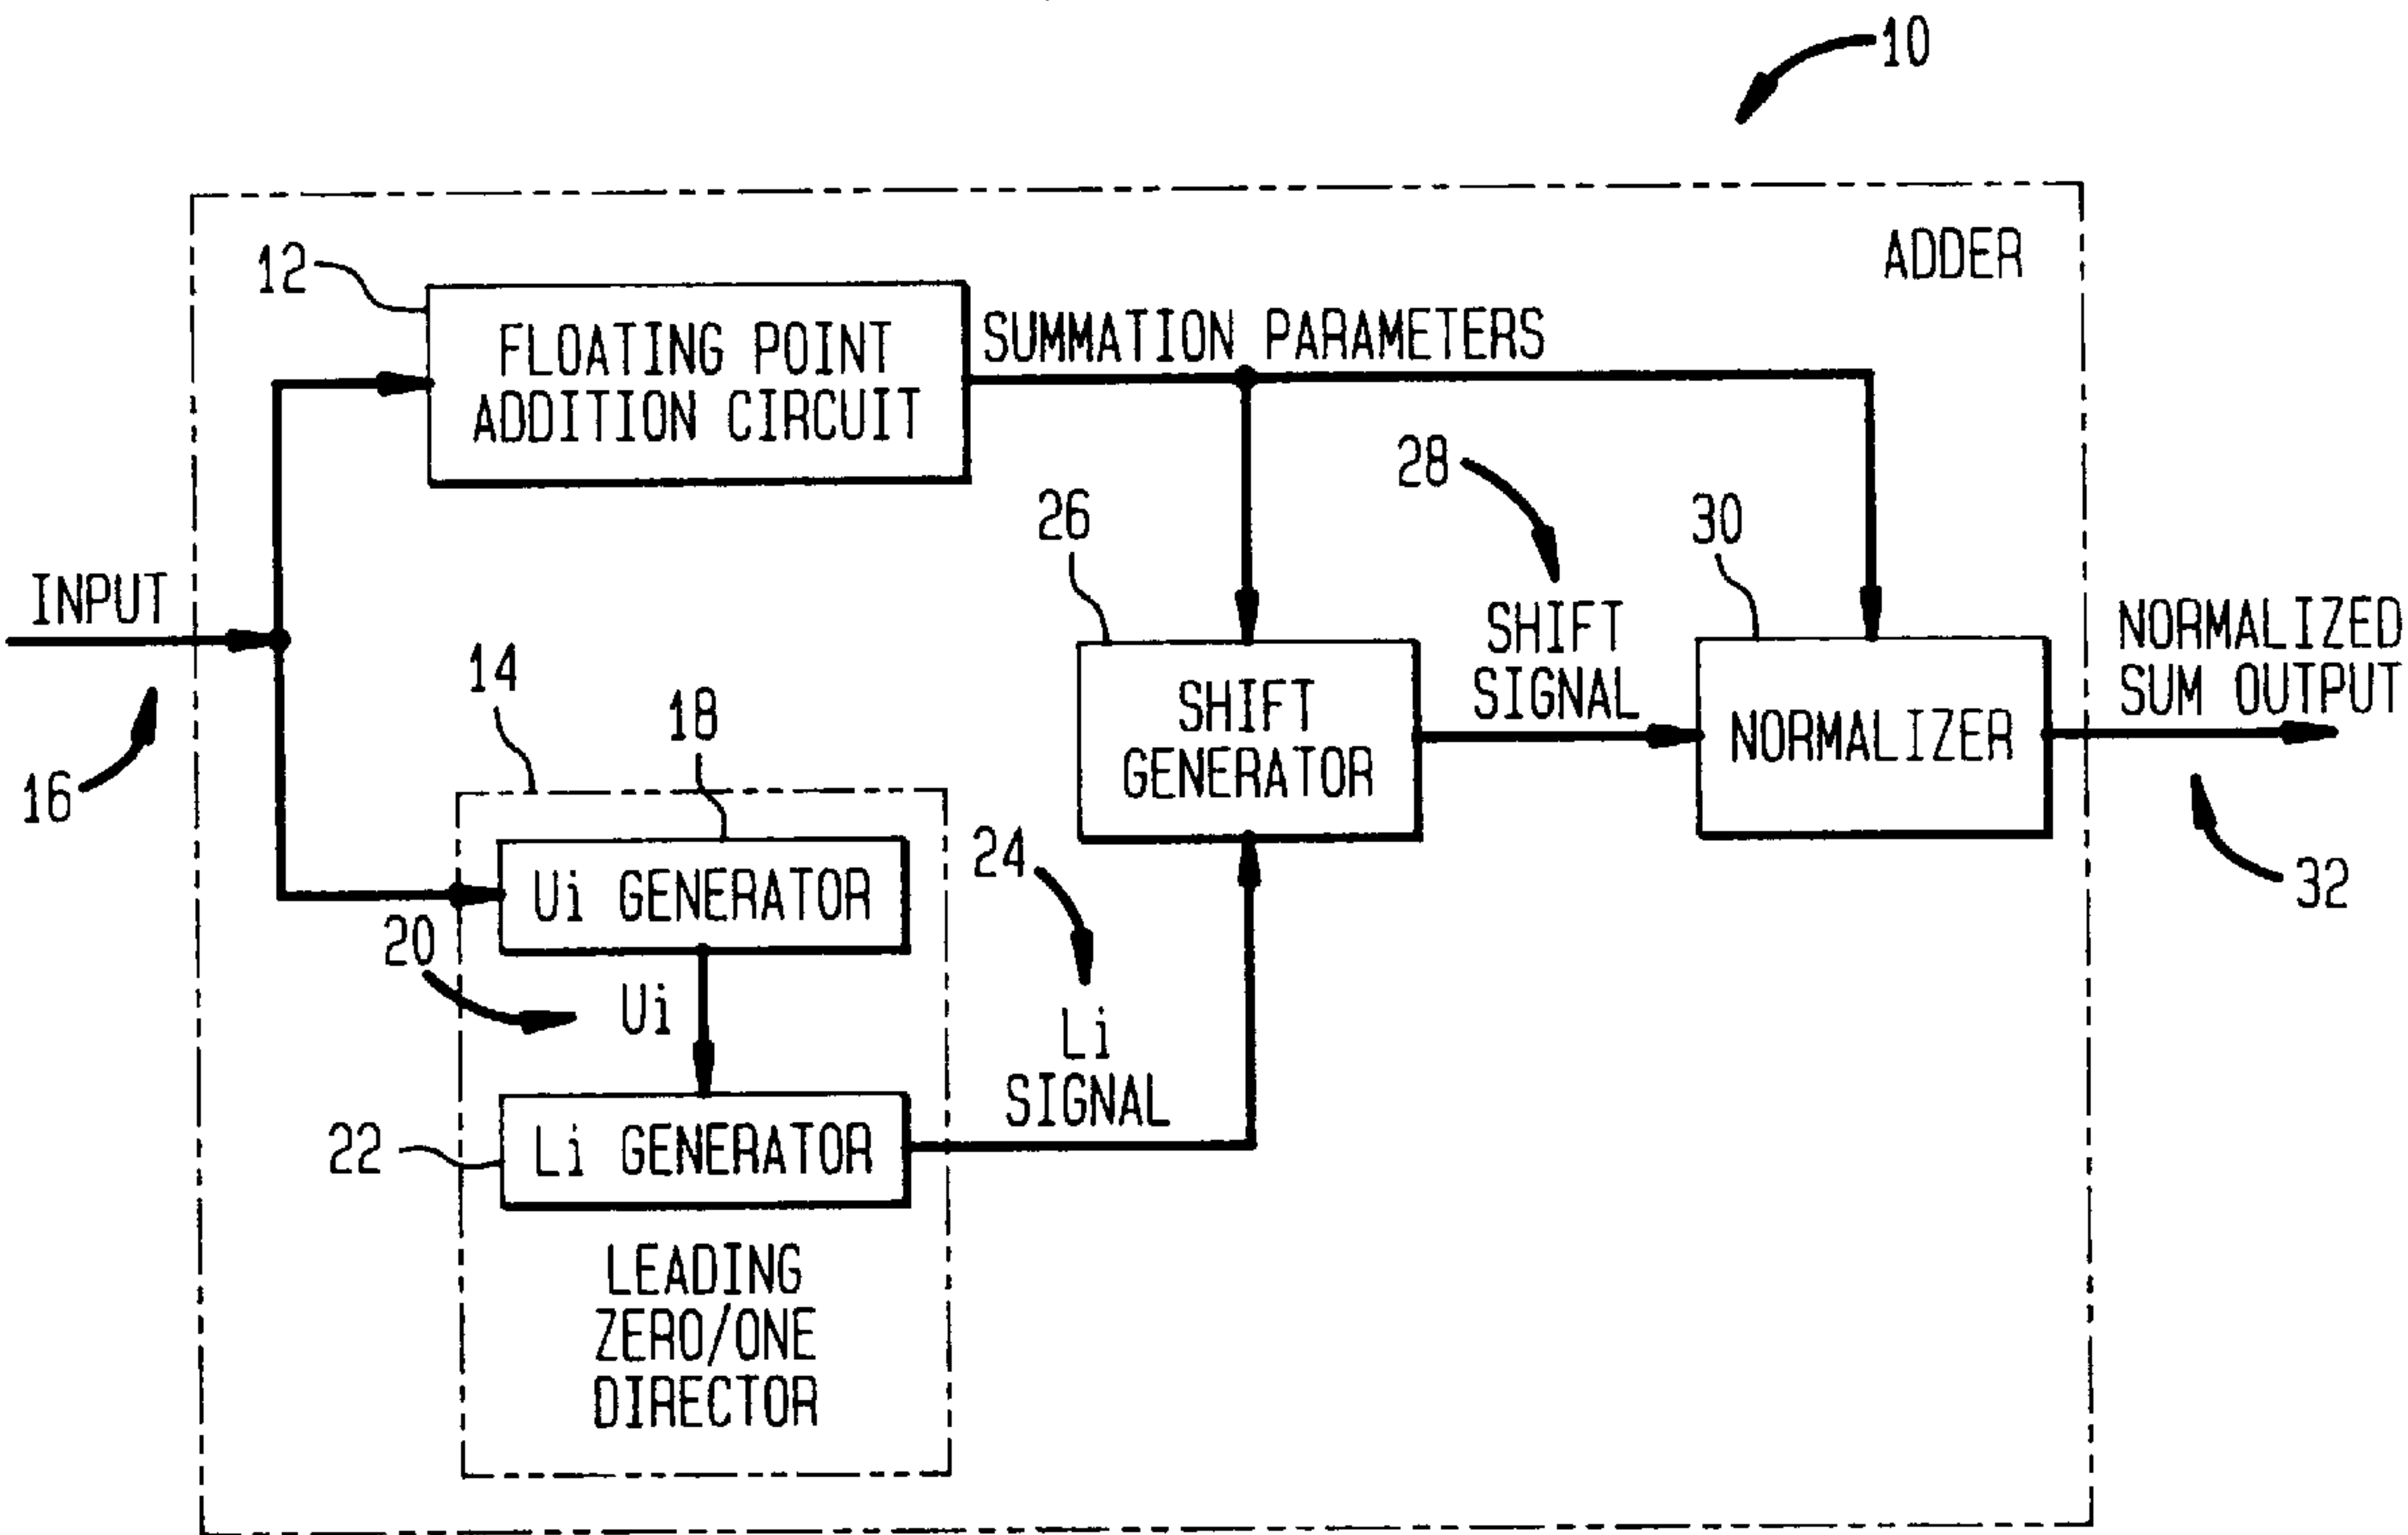 10
ADDER
12
FLOATING POINT
ADDITION CIRCUIT
SUMMATION PARAMETERS
28
26
30
INPUT
SHIFT
SIGNAL
NORMALIZED
SUM OUTPUT
14
18
SHIFT
GENERATOR
NORMALIZER
16
24
32
Ui GENERATOR
20
Ui
Li
SIGNAL
22
Li GENERATOR
LEADING
ZERO/ONE
DIRECTOR